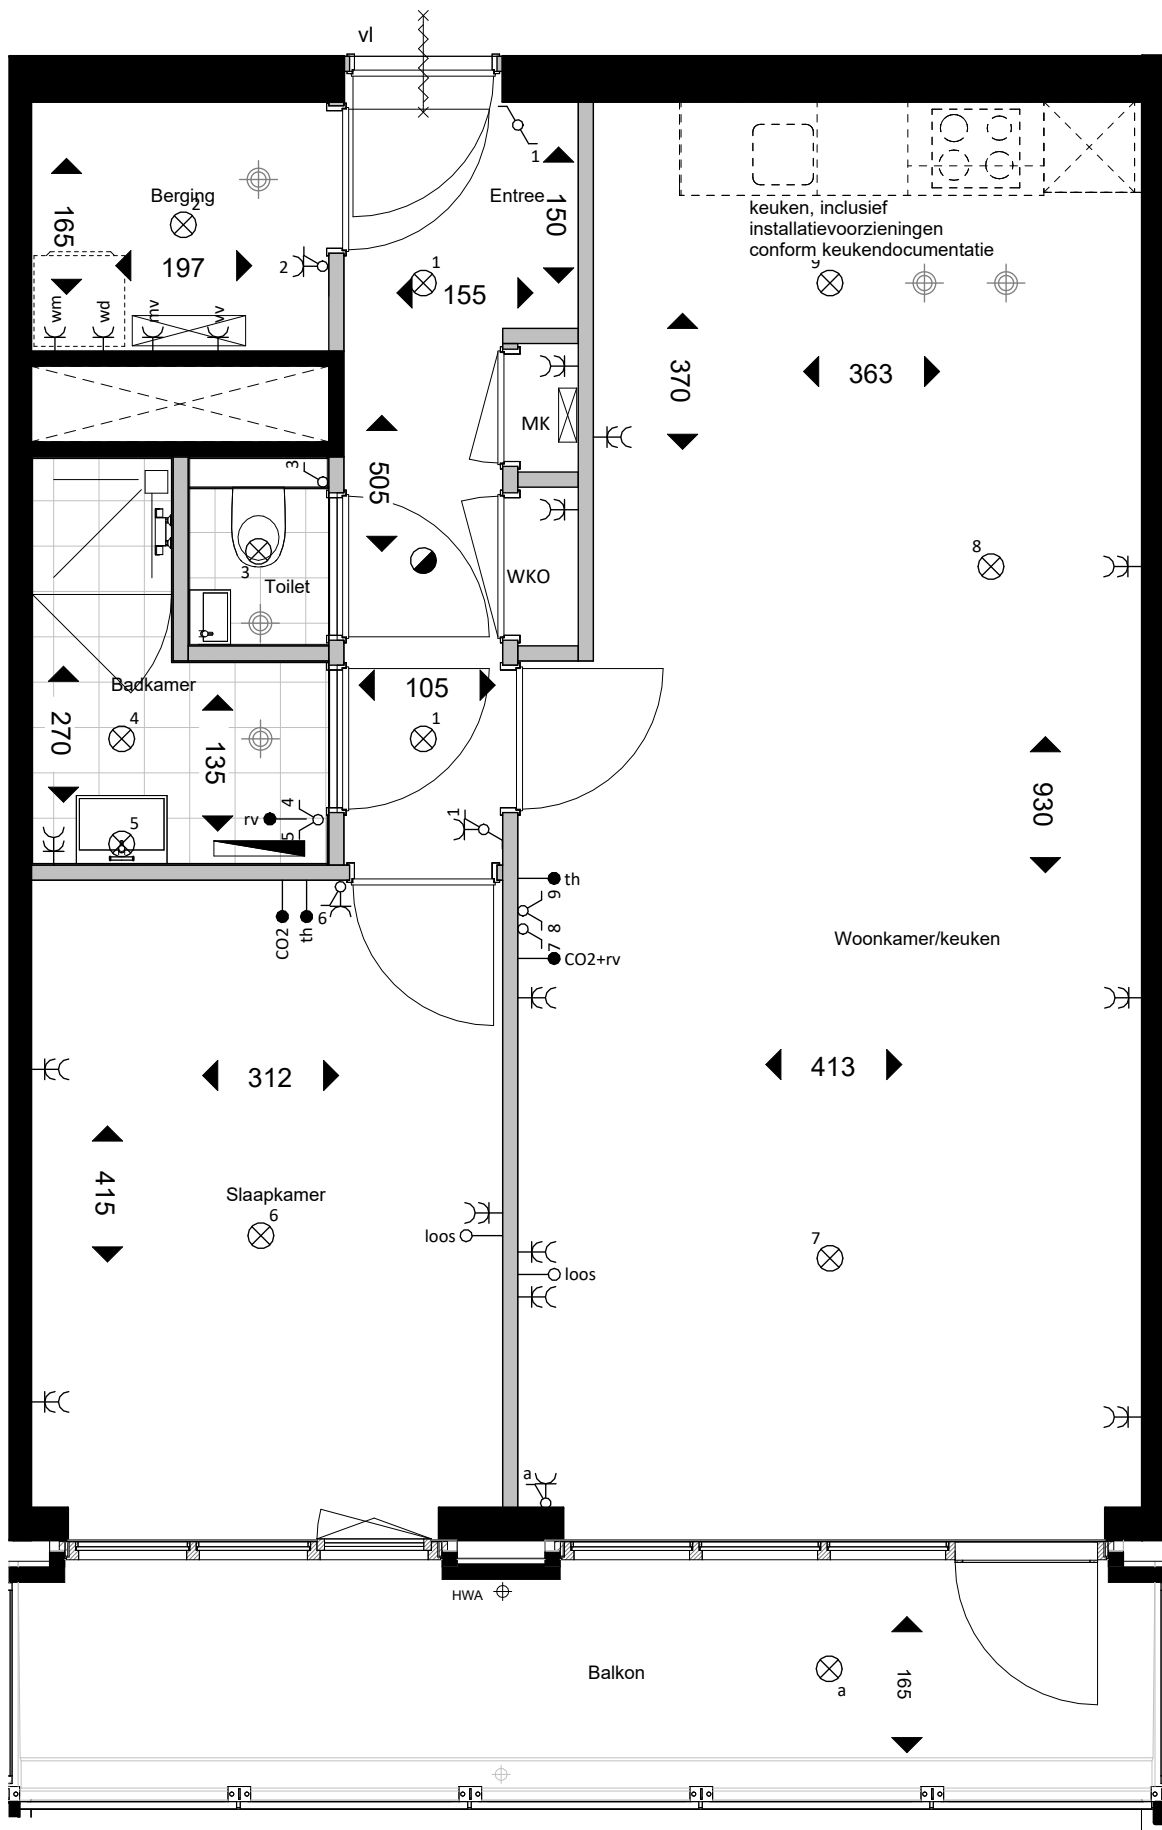 vl
1
Berging
2
Entree
150
165
197
2
1
155
wm
wd
mv
vv
keuken, inclusief
installatievoorzieningen
conform keukendocumentatie
9
370
363
MK
505
3
3
Toilet
WKO
8
Badkamer
4
270
135
105
1
930
5
rv
4
5
1
th
9
8
7
CO2+rv
CO2
th
6
Woonkamer/keuken
312
413
415
Slaapkamer
6
loos
loos
7
a
HWA
Balkon
a
165